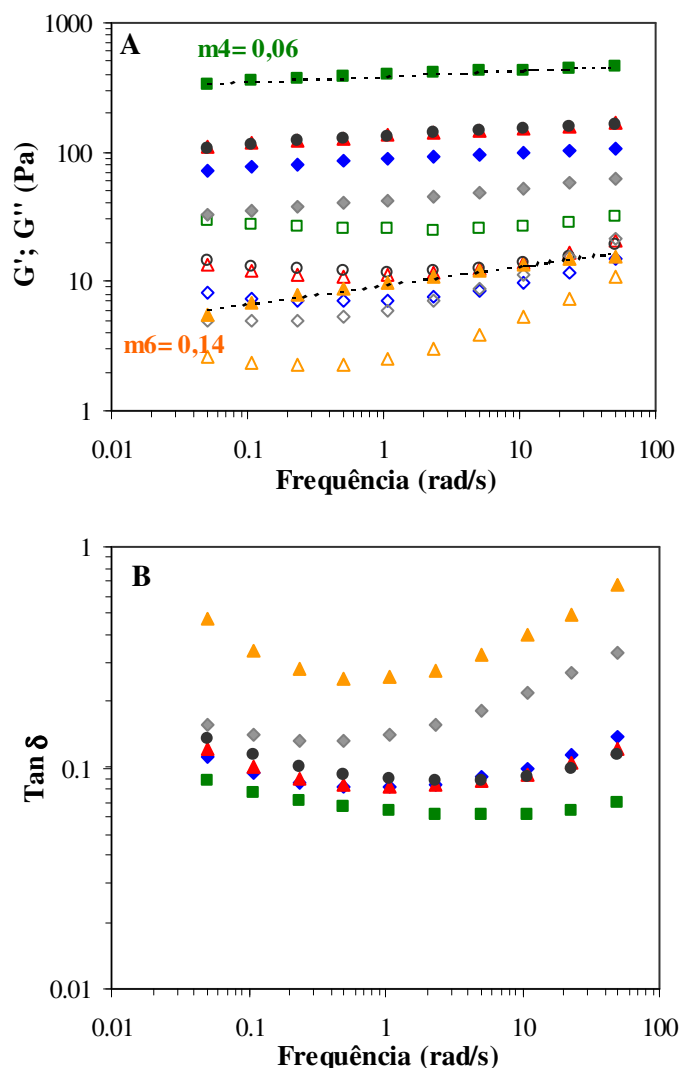 A
m4= 0,06
1000
100
10
1
G'; G'' (Pa)
m6= 0,14
0.01
0.1
1
10
100
Frequência (rad/s)
B
1
0.1
0.01
Tan δ
0.01
0.1
1
10
100
Frequência (rad/s)